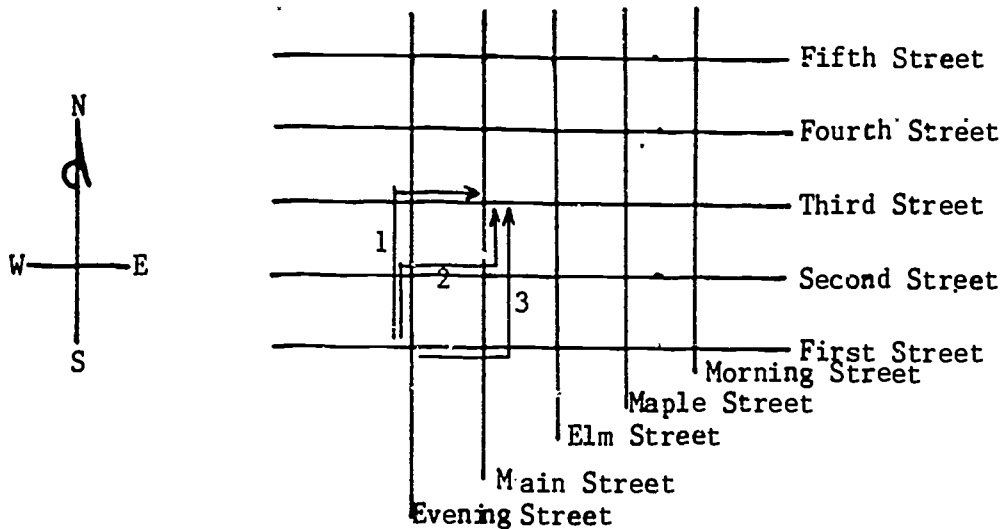 Fifth Street
N
Fourth Street
Third Street
1
W E
2
Second Street
3
S
First Street
Morning Street
Maple Street
Elm Street
Main Street
Evening Street